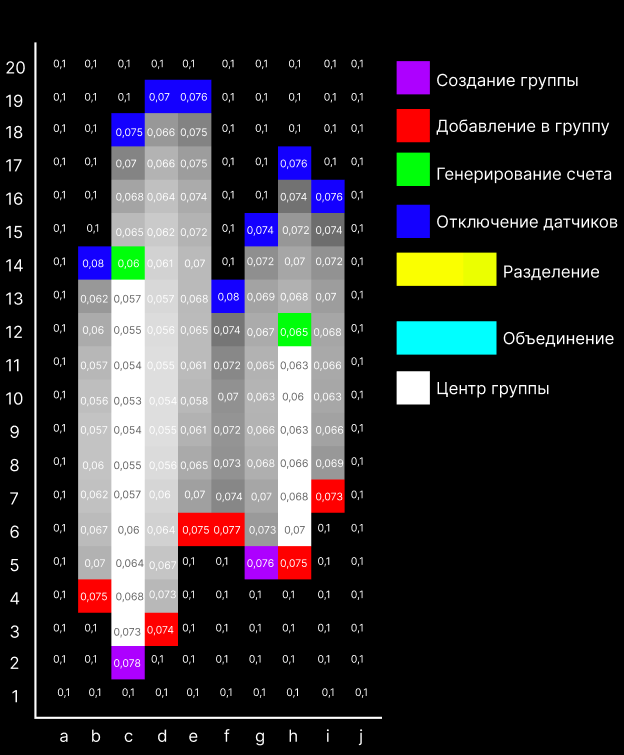 20 0,1 0,1 0,1 0,1 0,1 0,1 0,1 0,1 0,1 0,1
19 0,1 0,1 0,1 0,07 0,076 0,1 0,1 0,1 0,1 0,1
18 0,1 0,1 0,075 0,066 0,075 0,1 0,1 0,1 0,1 0,1
17 0,1 0,1 0,07 0,066 0,075 0,1 0,1 0,076 0,1 0,1
16 0,1 0,1 0,068 0,064 0,074 0,1 0,1 0,074 0,076 0,1
15 0,1 0,1 0,065 0,062 0,072 0,1 0,074 0,072 0,074 0,1
14 0,1 0,08 0,06 0,061 0,07 0,1 0,072 0,07 0,072 0,1
13 0,1 0,062 0,057 0,057 0,068 0,08 0,069 0,068 0,07 0,1
12 0,1 0,06 0,055 0,056 0,065 0,074 0,067 0,065 0,068 0,1
11 0,1 0,057 0,054 0,055 0,061 0,072 0,065 0,063 0,066 0,1
10 0,1 0,056 0,053 0,054 0,058 0,07 0,063 0,06 0,063 0,1
9 0,1 0,057 0,054 0,055 0,061 0,072 0,066 0,063 0,066 0,1
8 0,1 0,06 0,055 0,056 0,065 0,073 0,068 0,066 0,069 0,1
7 0,1 0,062 0,057 0,06 0,07 0,074 0,07 0,068 0,073 0,1
6 0,1 0,067 0,06 0,064 0,075 0,077 0,073 0,07 0,1 0,1
5 0,1 0,07 0,064 0,067 0,1 0,1 0,076 0,075 0,1 0,1
4 0,1 0,075 0,068 0,073 0,1 0,1 0,1 0,1 0,1 0,1
3 0,1 0,1 0,073 0,074 0,1 0,1 0,1 0,1 0,1 0,1
2 0,1 0,1 0,078 0,1 0,1 0,1 0,1 0,1 0,1 0,1
1 0,1 0,1 0,1 0,1 0,1 0,1 0,1 0,1 0,1 0,1
a b c d e f g h i j
Создание группы
Добавление в группу
Генерирование счета
Отключение датчиков
Разделение
Объединение
Центр группы